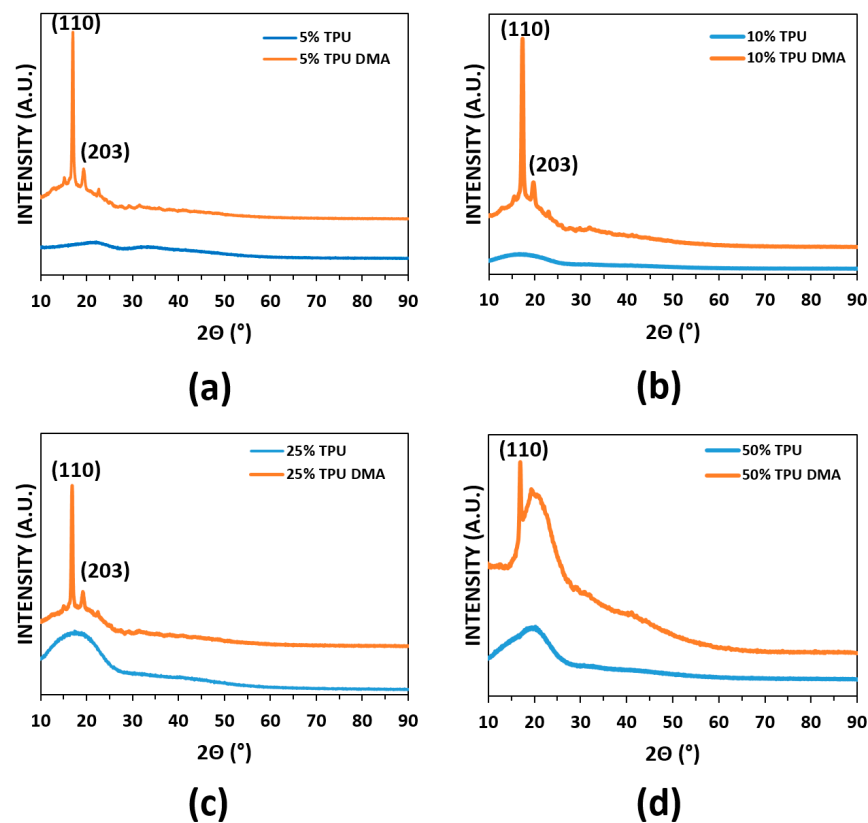 (110)
5% TPU
5% TPU DMA
(203)
INTENSITY (A.U.)
10 20 30 40 50 60 70 80 90
2Θ (°)
(a)
(110)
10% TPU
10% TPU DMA
(203)
INTENSITY (A.U.)
10 20 30 40 50 60 70 80 90
2Θ (°)
(b)
(110)
25% TPU
25% TPU DMA
(203)
INTENSITY (A.U.)
10 20 30 40 50 60 70 80 90
2Θ (°)
(c)
(110)
50% TPU
50% TPU DMA
INTENSITY (A.U.)
10 20 30 40 50 60 70 80 90
2Θ (°)
(d)